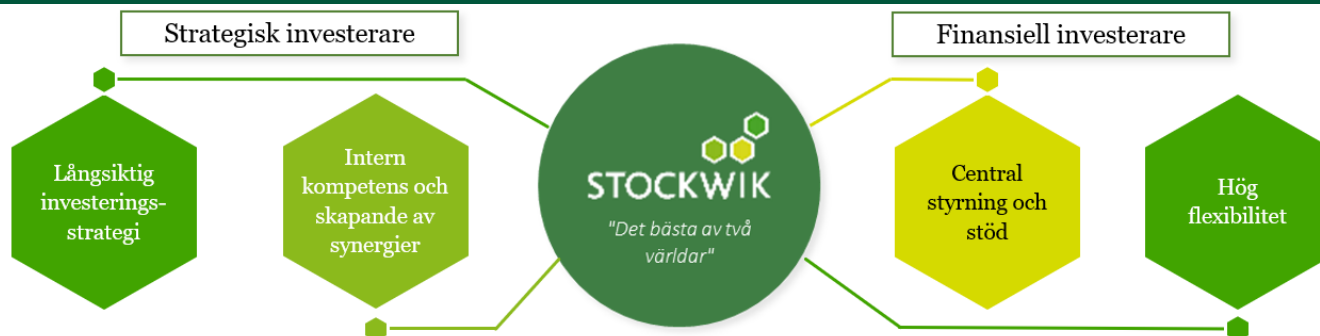 Strategisk investerare
Finansiell investerare
Långsiktig
investerings-
strategi
Intern
kompetens och
skapande av
synergier
STOCKWIK
"Det bästa av två
världar"
Central
styrning och
stöd
Hög
flexibilitet